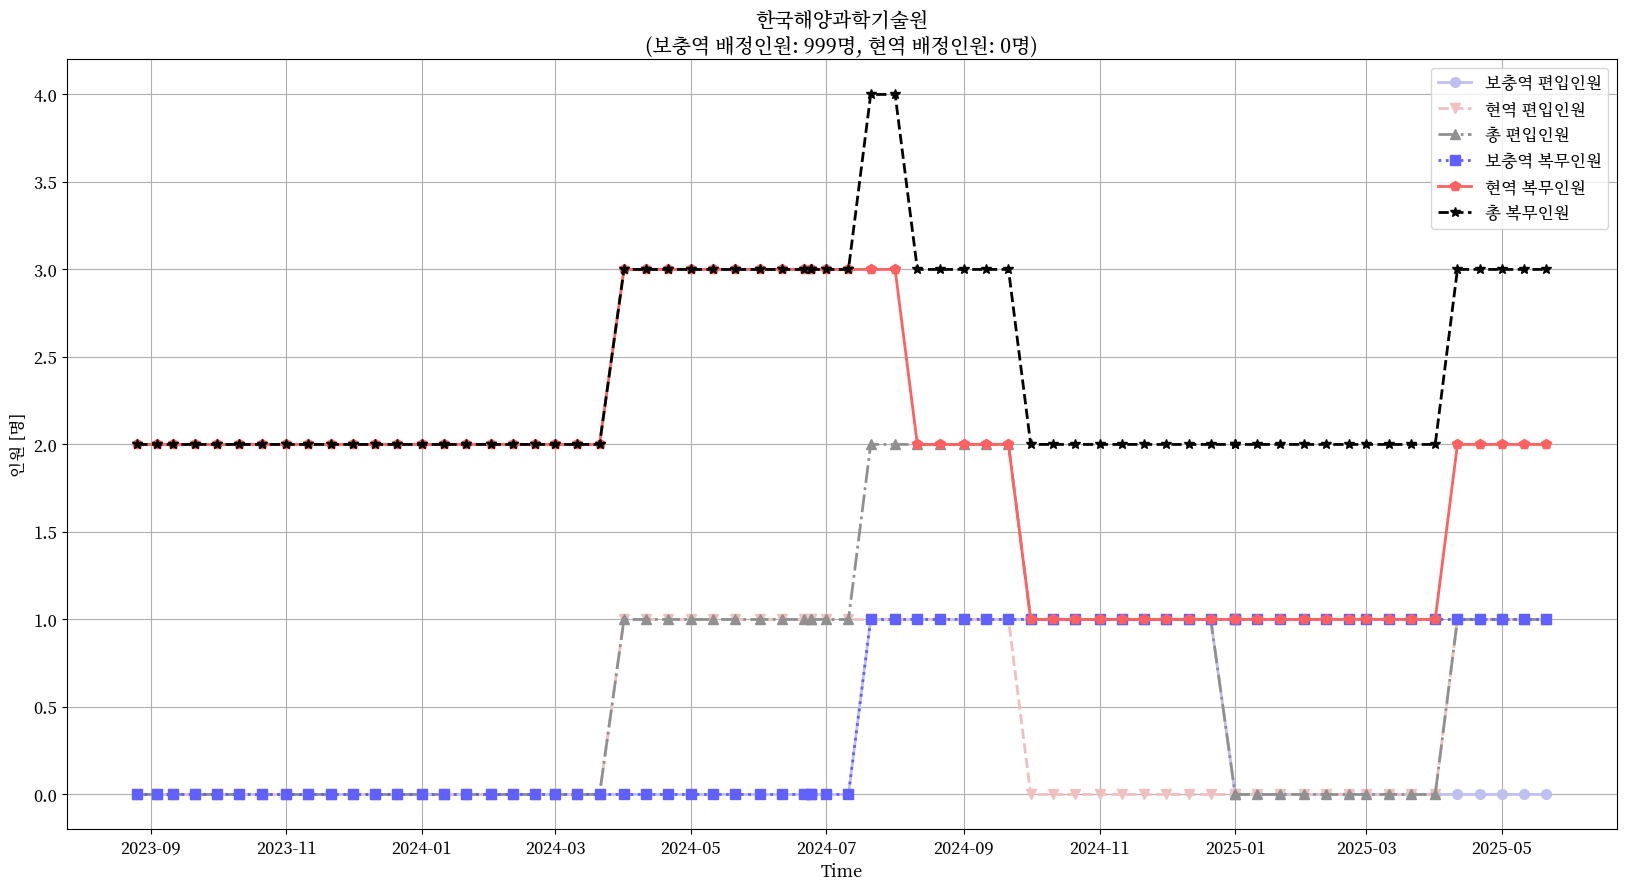 한국해양과학기술원
(보충역 배정인원: 999명, 현역 배정인원: 0명)
보충역 편입인원
현역 편입인원
총 편입인원
보충역 복무인원
현역 복무인원
총 복무인원
인원 [명]
4.0
3.5
3.0
2.5
2.0
1.5
1.0
0.5
0.0
2023-09
2023-11
2024-01
2024-03
2024-05
2024-07
2024-09
2024-11
2025-01
2025-03
2025-05
Time